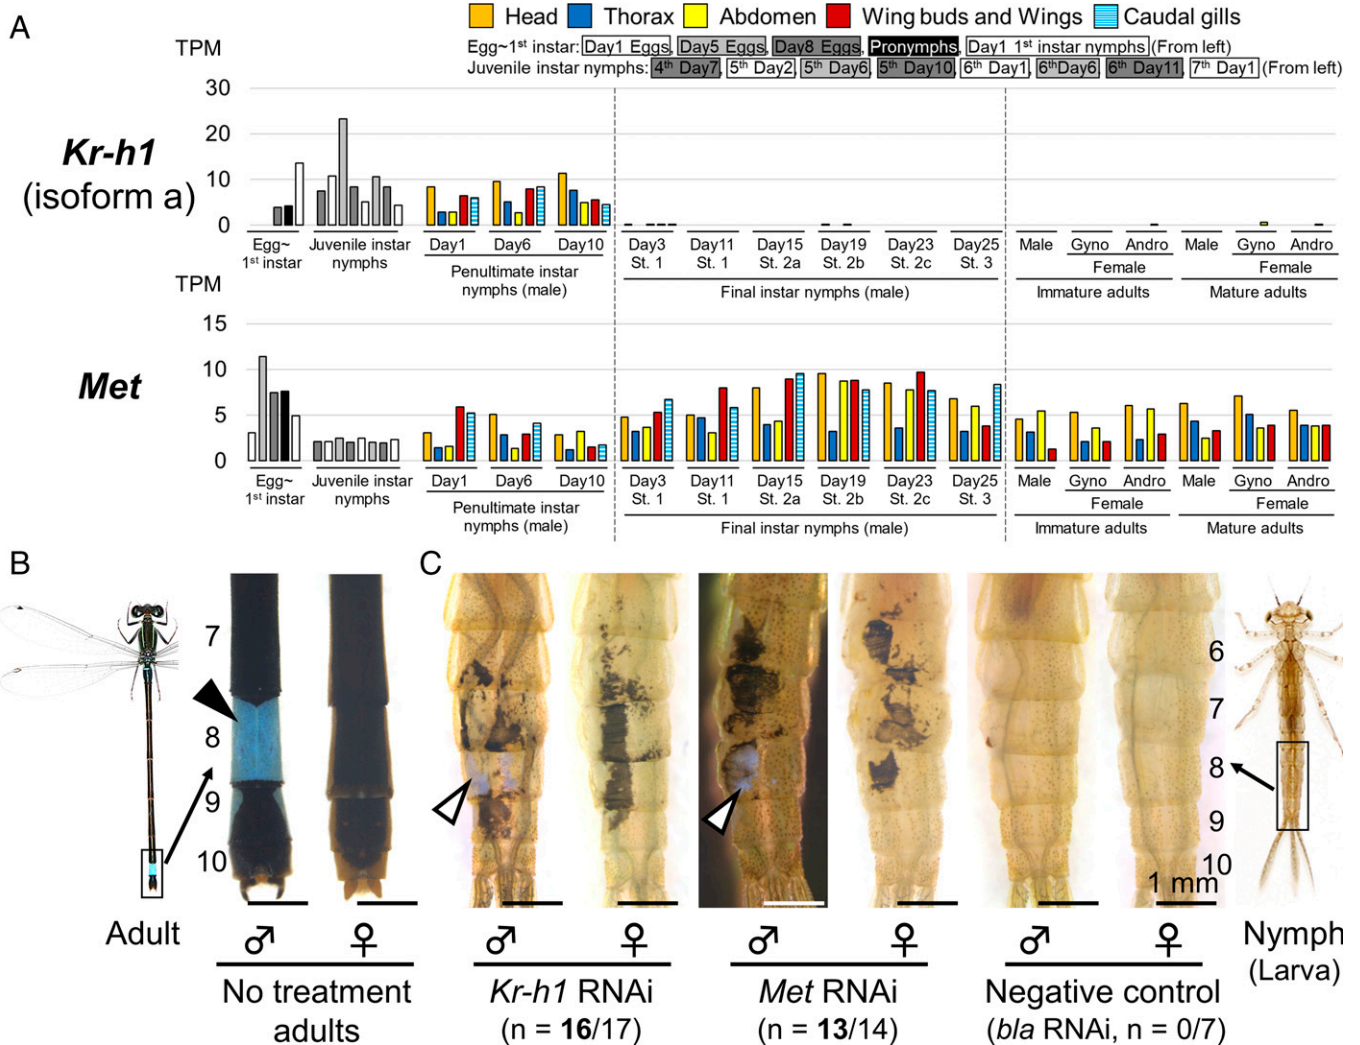 A
Head Thorax Abdomen Wing buds and Wings Caudal gills
Egg~1st instar: Day1 Eggs, Day5 Eggs, Day8 Eggs, Pronymphs, Day1 1st instar nymphs (From left)
Juvenile instar nymphs: 4th Day7, 5th Day2, 5th Day6, 5th Day10, 6th Day1, 6thDay6, 6th Day11, 7th Day1 (From left)
TPM
30
20
10
0
Kr-h1
(isoform a)
Egg~
1st instar
Juvenile instar
nymphs
Day1 Day6 Day10
Penultimate instar
nymphs (male)
Day3 Day11 Day15 Day19 Day23 Day25
St. 1 St. 1 St. 2a St. 2b St. 2c St. 3
Final instar nymphs (male)
Male Gyno Andro
Female
Immature adults
Male Gyno Andro
Female
Mature adults
TPM
15
10
5
0
Met
Egg~
1st instar
Juvenile instar
nymphs
Day1 Day6 Day10
Penultimate instar
nymphs (male)
Day3 Day11 Day15 Day19 Day23 Day25
St. 1 St. 1 St. 2a St. 2b St. 2c St. 3
Final instar nymphs (male)
Male Gyno Andro
Female
Immature adults
Male Gyno Andro
Female
Mature adults
B
7
8
9
10
Adult
♂ ♀
No treatment
adults
C
6
7
8
9
10
1 mm
♂ ♀
Kr-h1 RNAi
(n = 16/17)
♂ ♀
Met RNAi
(n = 13/14)
♂ ♀
Negative control
(bla RNAi, n = 0/7)
Nymph
(Larva)